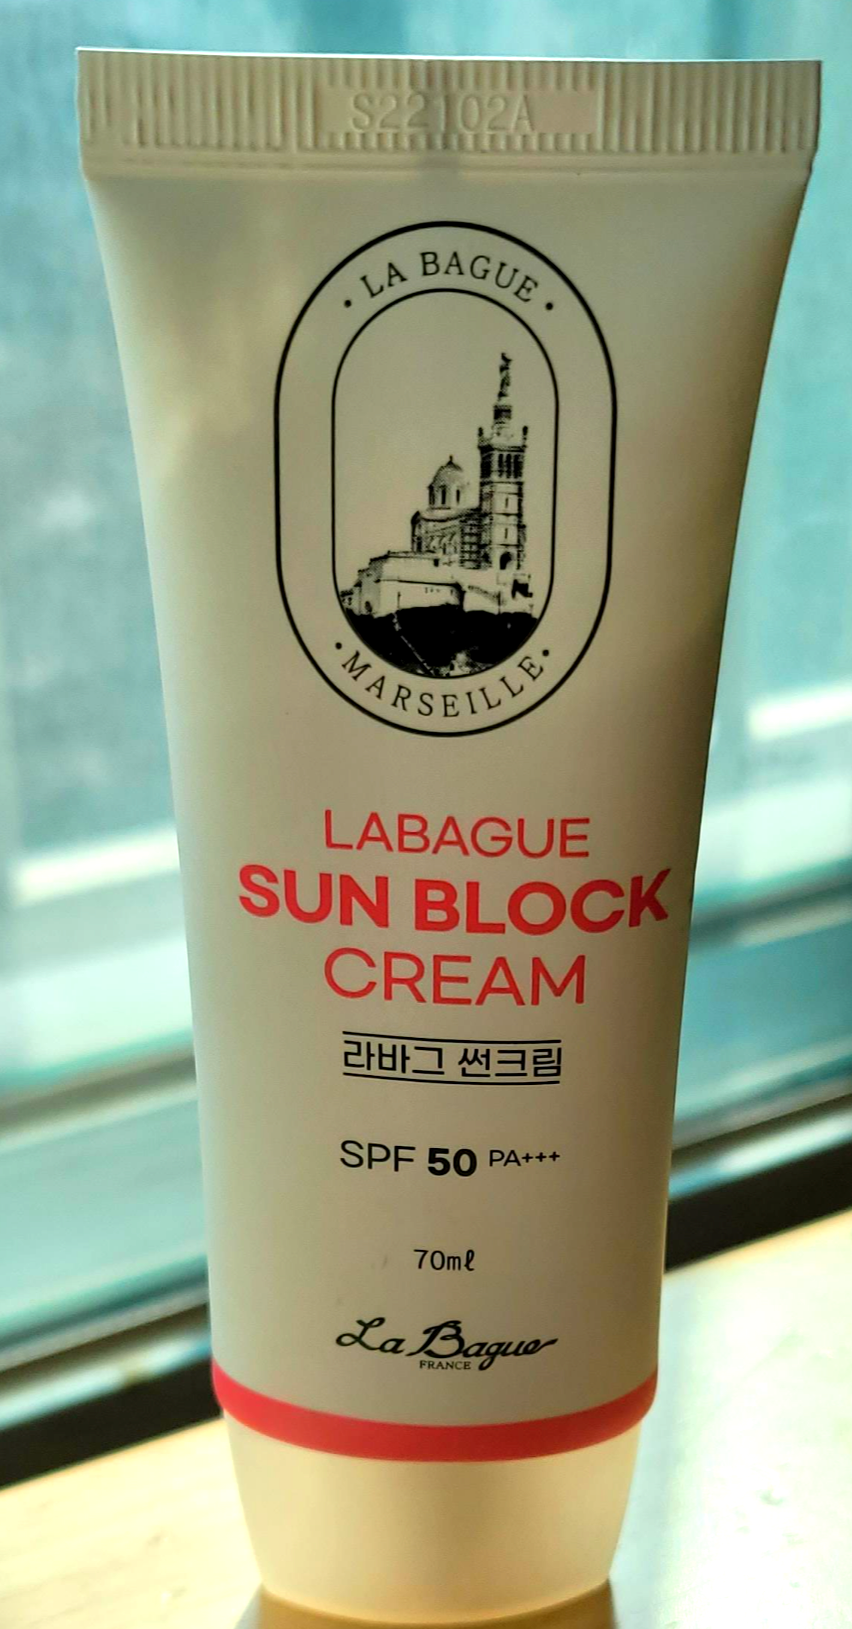 S22102A
• LA BAGUE •
• MARSEILLE •
LABAGUE
SUN BLOCK
CREAM
라바그 썬크림
SPF 50 PA+++
70mℓ
La Bague
FRANCE